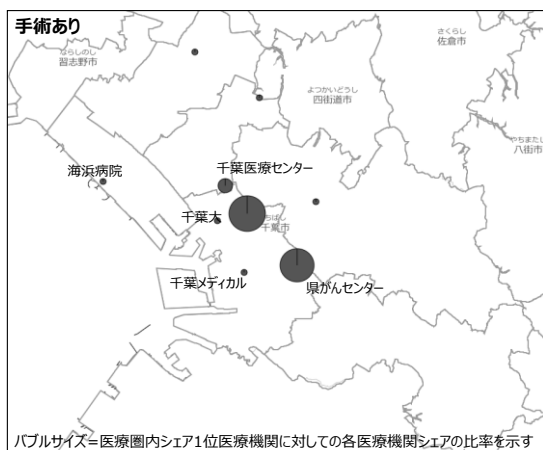 手術あり
さくらし
佐倉市
ならしのし
習志野市
よつかいどうし
四街道市
やちまたし
八街市
海浜病院
千葉医療センター
千葉大
ちばし
千葉市
千葉メディカル
県がんセンター
バブルサイズ=医療圏内シェア1位医療機関に対しての各医療機関シェアの比率を示す